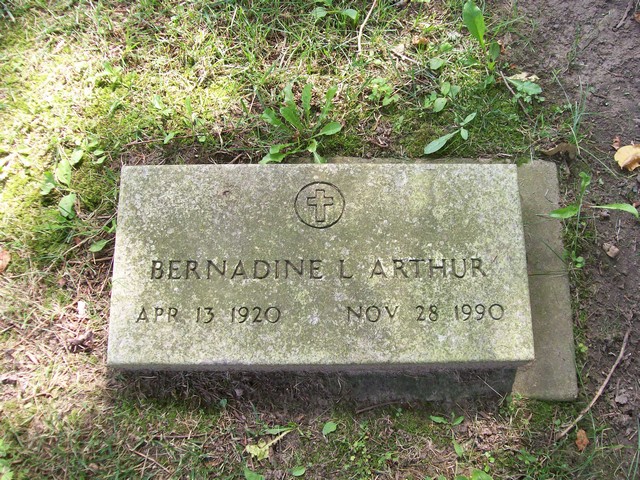 BERNADINE L ARTHUR
APR 13 1920 NOV 28 1990